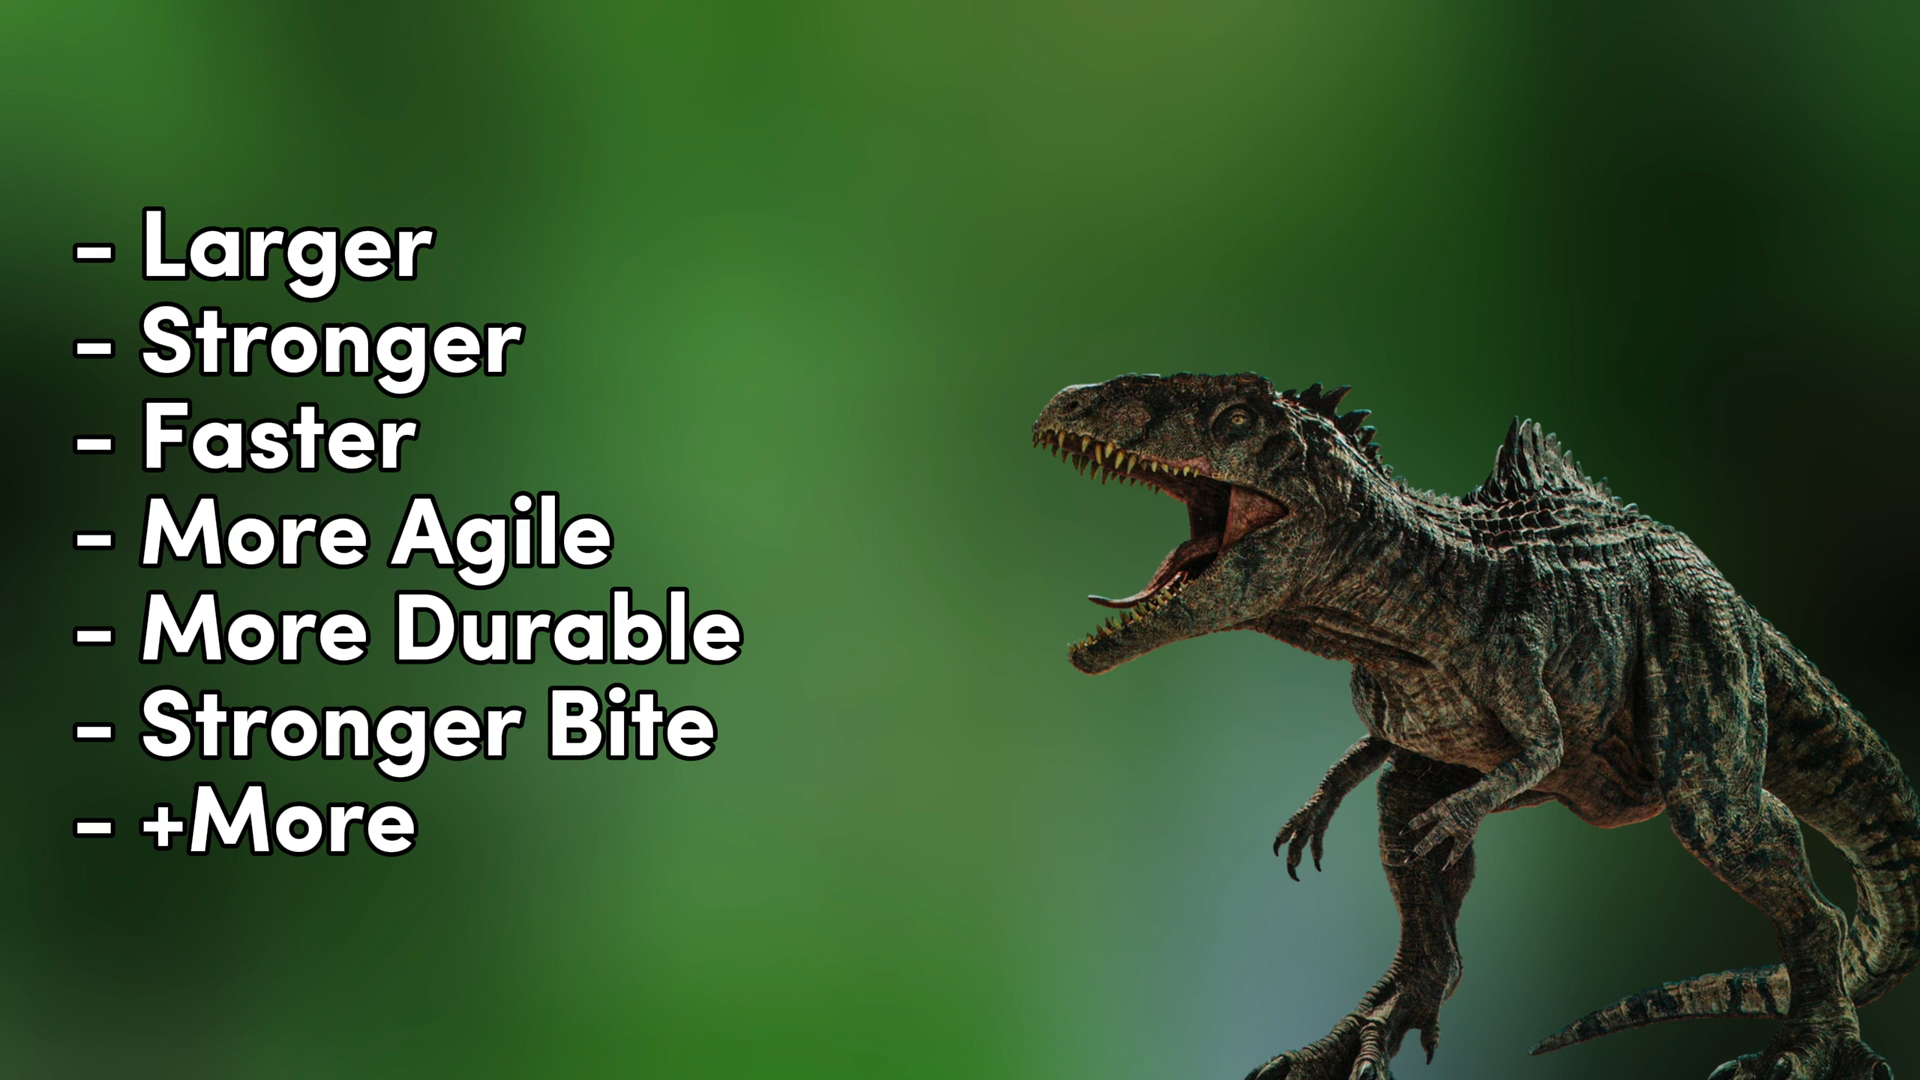 - Larger
- Stronger
- Faster
- More Agile
- More Durable
- Stronger Bite
- +More